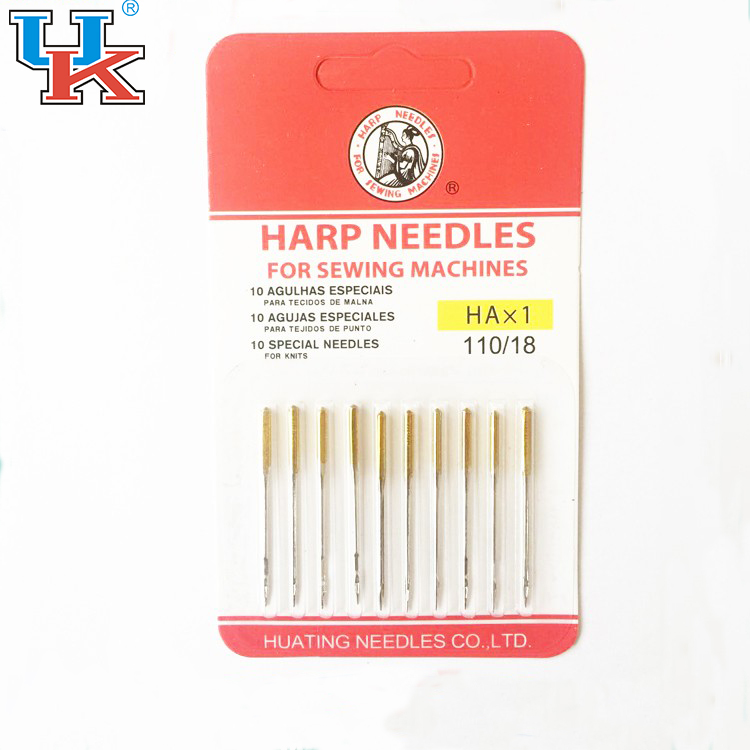 UK ®
HARP NEEDLES
FOR SEWING MACHINES
®
HARP NEEDLES
FOR SEWING MACHINES
10 AGULHAS ESPECIAIS
PARA TECIDOS DE MALNA
10 AGUJAS ESPECIALES
PARA TEJIDOS DE PUNTO
10 SPECIAL NEEDLES
FOR KNITS
HA×1
110/18
HUATING NEEDLES CO.,LTD.